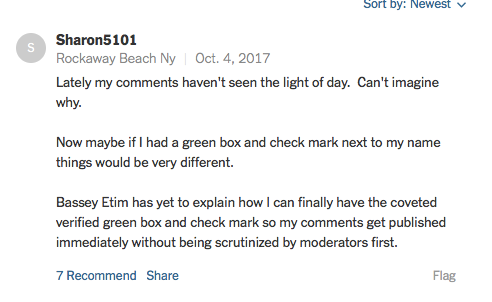 Sort by: Newest
S
Sharon5101
Rockaway Beach Ny | Oct. 4, 2017
Lately my comments haven't seen the light of day.  Can't imagine
why.
Now maybe if I had a green box and check mark next to my name
things would be very different.
Bassey Etim has yet to explain how I can finally have the coveted
verified green box and check mark so my comments get published
immediately without being scrutinized by moderators first.
7 Recommend Share Flag